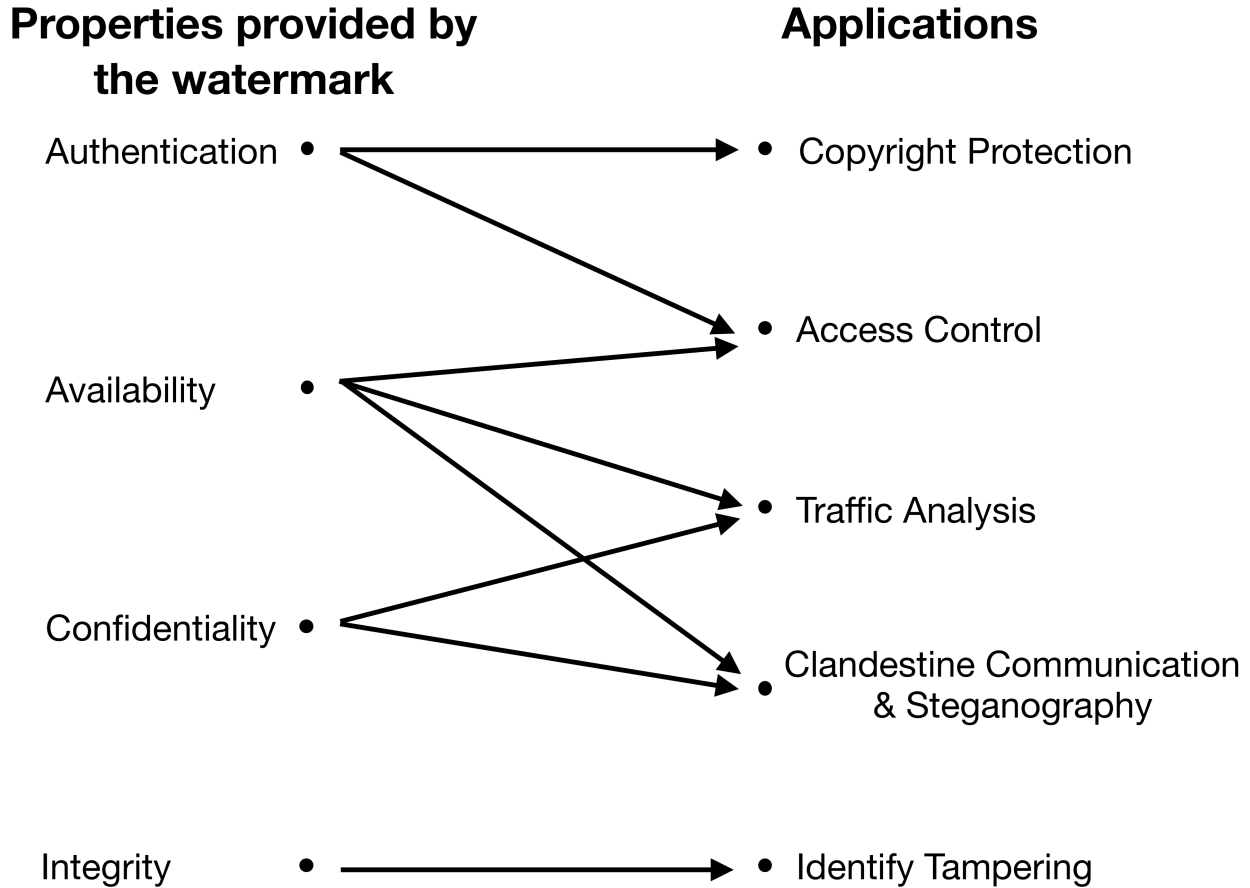 Properties provided by
the watermark
Applications
Authentication
Copyright Protection
Access Control
Availability
Traffic Analysis
Confidentiality
Clandestine Communication
& Steganography
Integrity
Identify Tampering